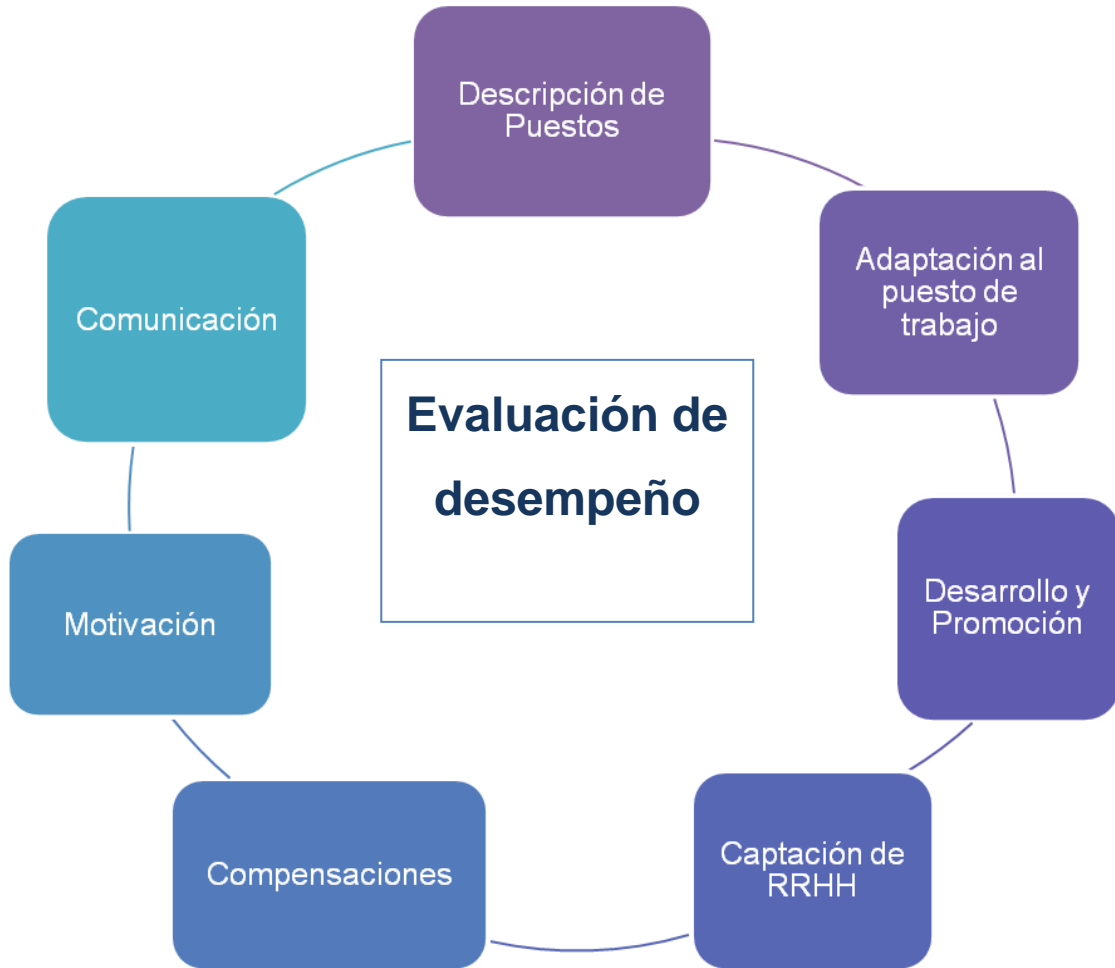 Descripción de
Puestos
Adaptación al
puesto de
trabajo
Desarrollo y
Promoción
Captación de
RRHH
Compensaciones
Motivación
Comunicación
Evaluación de
desempeño